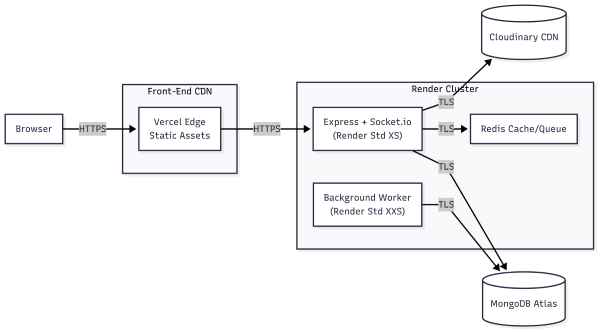 Cloudinary CDN
Front-End CDN
Render Cluster
TLS
Browser
HTTPS
Vercel Edge
Static Assets
HTTPS
Express + Socket.io
(Render Std XS)
TLS
Redis Cache/Queue
TLS
Background Worker
(Render Std XXS)
TLS
MongoDB Atlas